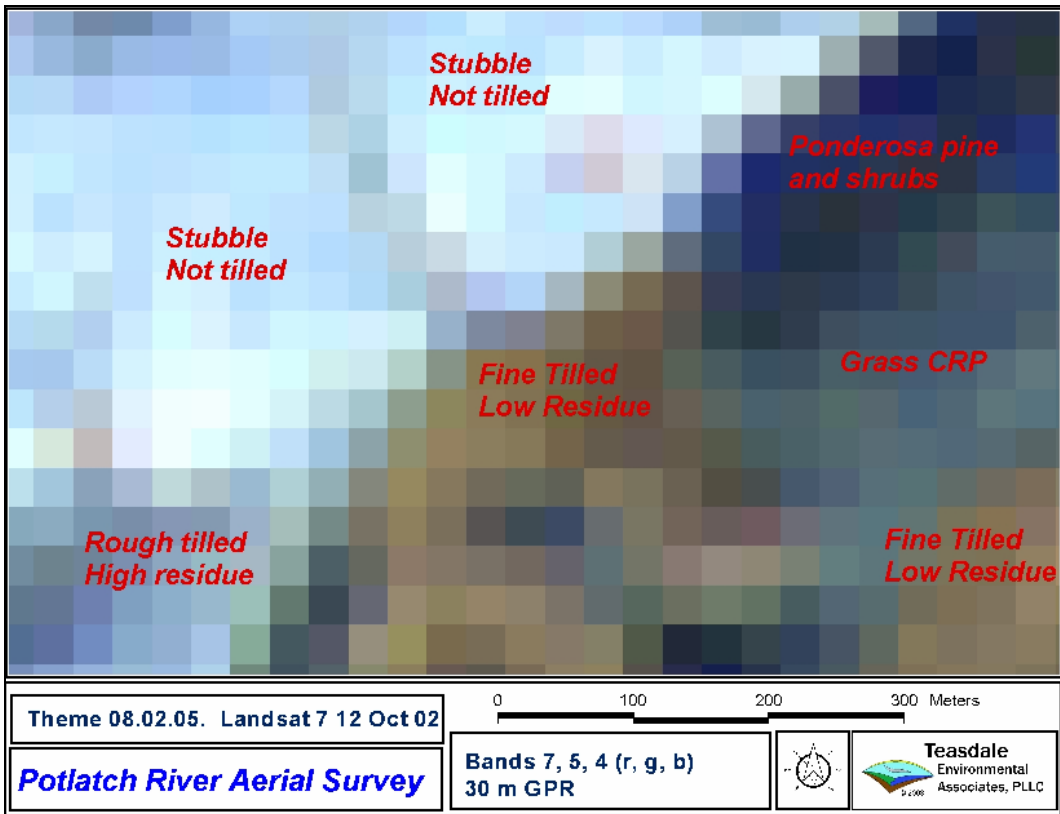 Stubble
Not tilled
Ponderosa pine
and shrubs
Stubble
Not tilled
Grass CRP
Fine Tilled
Low Residue
Rough tilled
High residue
Fine Tilled
Low Residue
Theme 08.02.05. Landsat 7 12 Oct 02
0 100 200 300 Meters
Potlatch River Aerial Survey
Bands 7, 5, 4 (r, g, b)
30 m GPR
Teasdale
Environmental
Associates, PLLC